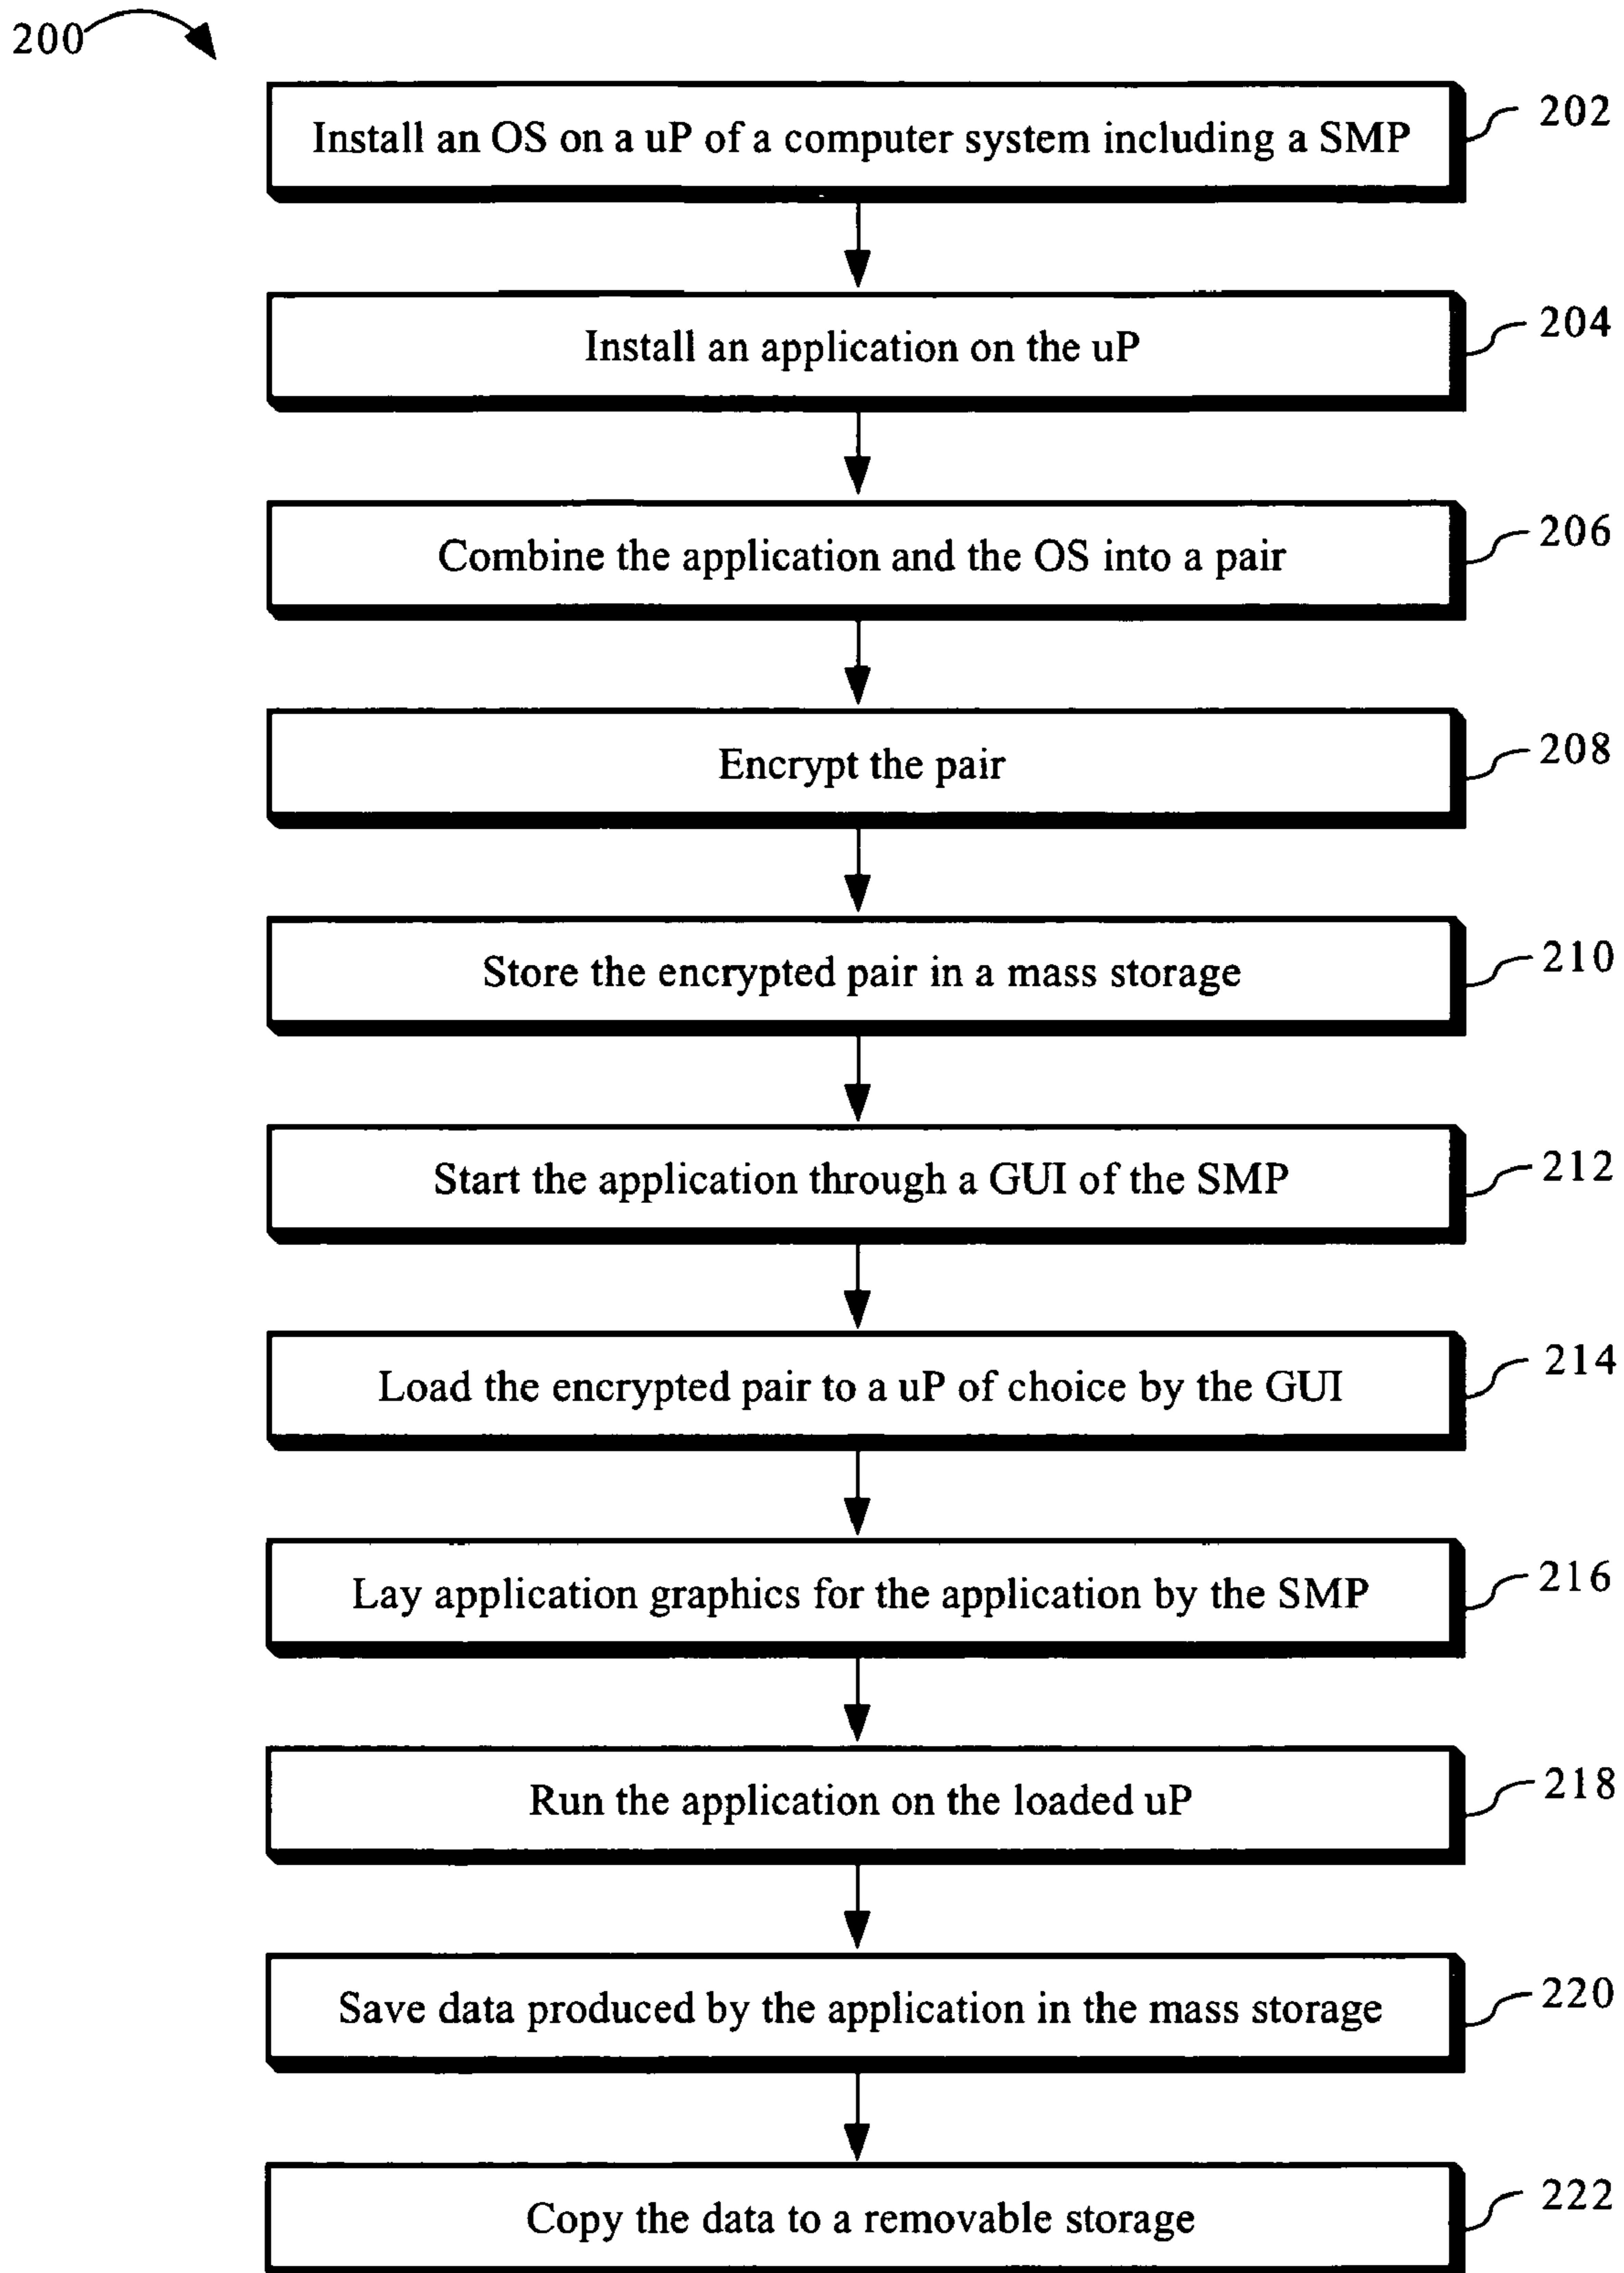 200
Install an OS on a uP of a computer system including a SMP
202
Install an application on the uP
204
Combine the application and the OS into a pair
206
Encrypt the pair
208
Store the encrypted pair in a mass storage
210
Start the application through a GUI of the SMP
212
Load the encrypted pair to a uP of choice by the GUI
214
Lay application graphics for the application by the SMP
216
Run the application on the loaded uP
218
Save data produced by the application in the mass storage
220
Copy the data to a removable storage
222